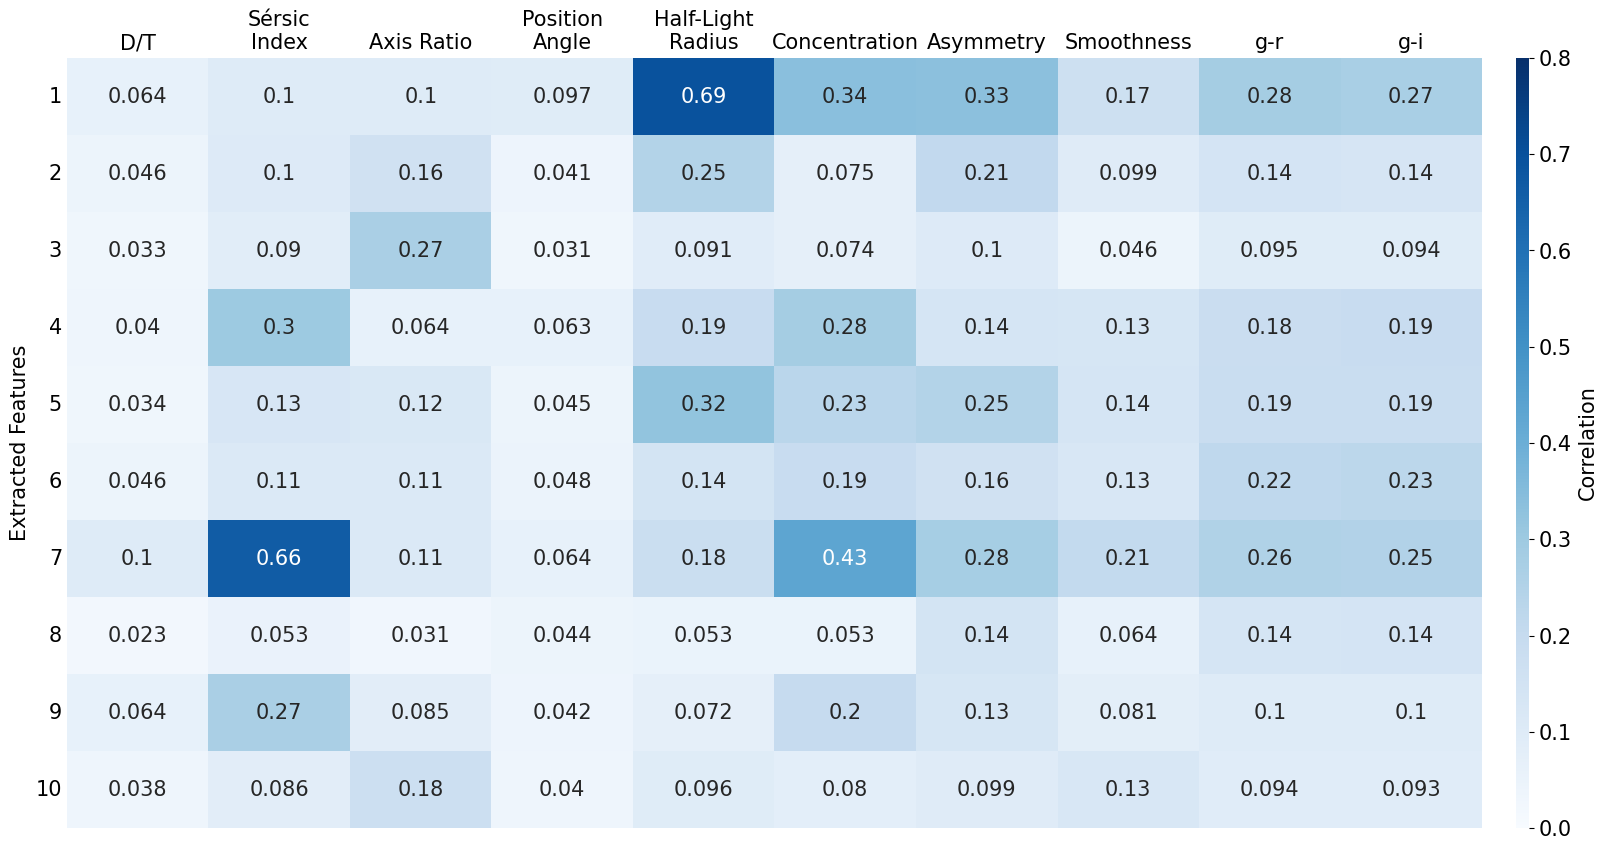 Sérsic
Position
Half-Light
D/T
Index
Axis Ratio
Angle
Radius
Concentration
Asymmetry
Smoothness
g-r
g-i
1 0.064 0.1 0.1 0.097 0.69 0.34 0.33 0.17 0.28 0.27
2 0.046 0.1 0.16 0.041 0.25 0.075 0.21 0.099 0.14 0.14
3 0.033 0.09 0.27 0.031 0.091 0.074 0.1 0.046 0.095 0.094
4 0.04 0.3 0.064 0.063 0.19 0.28 0.14 0.13 0.18 0.19
5 0.034 0.13 0.12 0.045 0.32 0.23 0.25 0.14 0.19 0.19
6 0.046 0.11 0.11 0.048 0.14 0.19 0.16 0.13 0.22 0.23
7 0.1 0.66 0.11 0.064 0.18 0.43 0.28 0.21 0.26 0.25
8 0.023 0.053 0.031 0.044 0.053 0.053 0.14 0.064 0.14 0.14
9 0.064 0.27 0.085 0.042 0.072 0.2 0.13 0.081 0.1 0.1
10 0.038 0.086 0.18 0.04 0.096 0.08 0.099 0.13 0.094 0.093
Extracted Features
0.8
0.7
0.6
0.5
0.4
0.3
0.2
0.1
0.0
Correlation